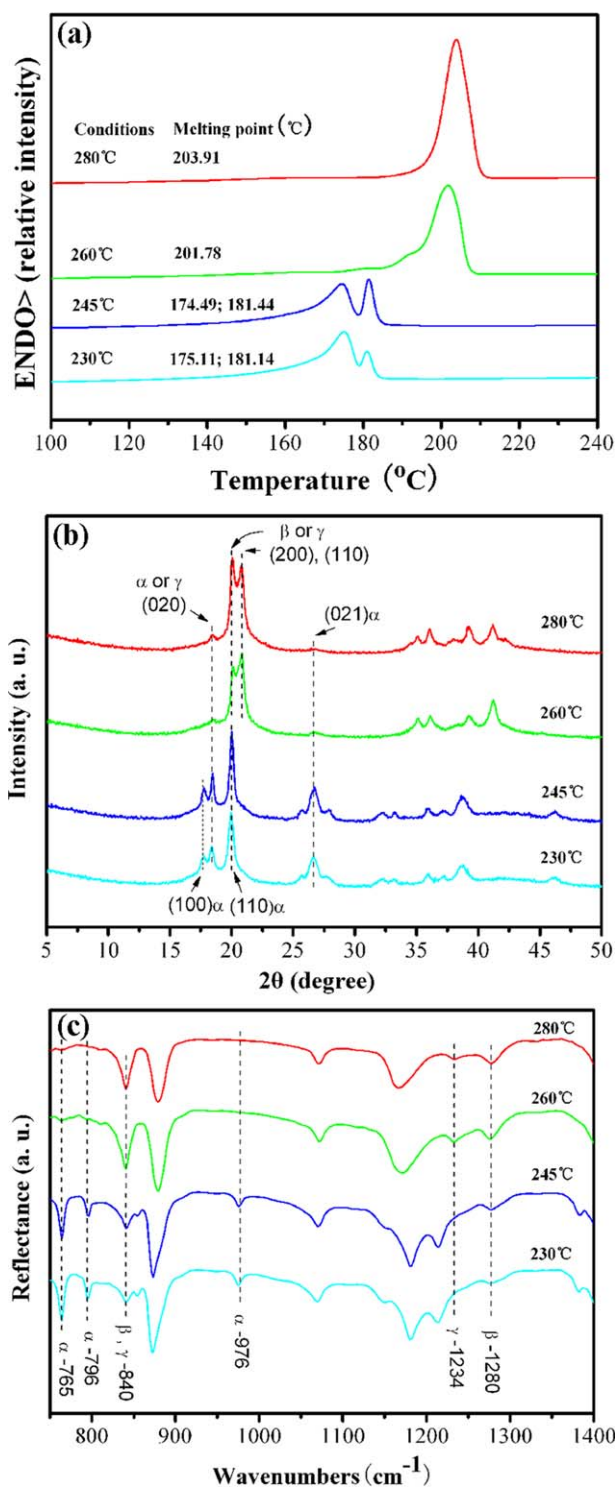 (a)
Conditions Melting point (℃)
280℃ 203.91
260℃ 201.78
245℃ 174.49; 181.44
230℃ 175.11; 181.14
ENDO> (relative intensity)
100 120 140 160 180 200 220 240
Temperature (⁰C)
(b)
β or γ
(200), (110)
α or γ
(020)
(021)α
280℃
260℃
245℃
230℃
(100)α (110)α
Intensity (a. u.)
5 10 15 20 25 30 35 40 45 50
2θ (degree)
(c)
280℃
260℃
245℃
230℃
α -765
α -796
β , γ -840
α -976
γ -1234
β -1280
Reflectance (a. u.)
800 900 1000 1100 1200 1300 1400
Wavenumbers (cm⁻¹)